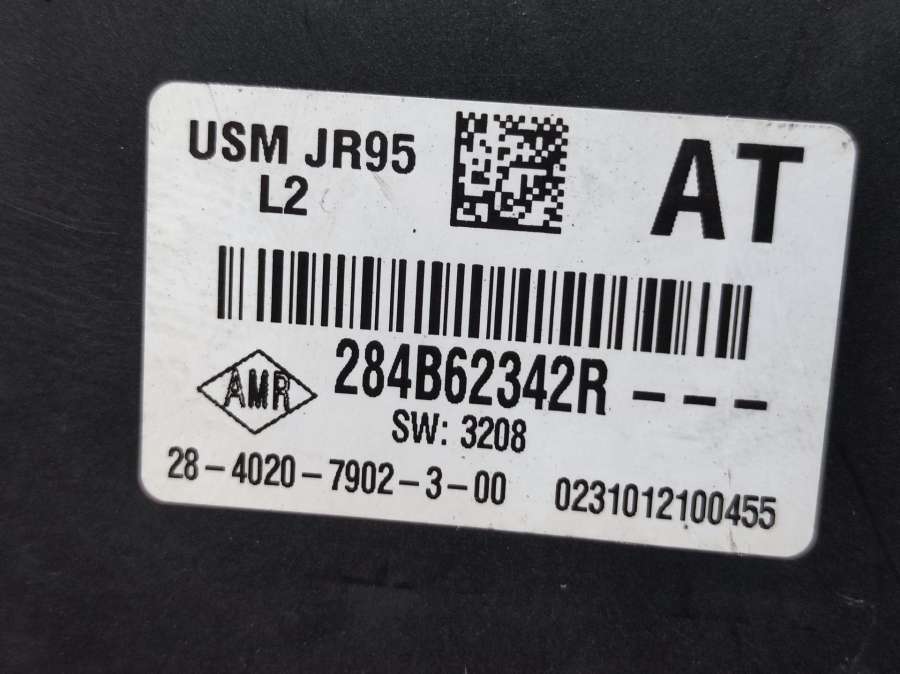 USM JR95
L2
AT
AMR
284B62342R – – –
SW: 3208
28 – 4020 – 7902 – 3 – 00 0231012100455